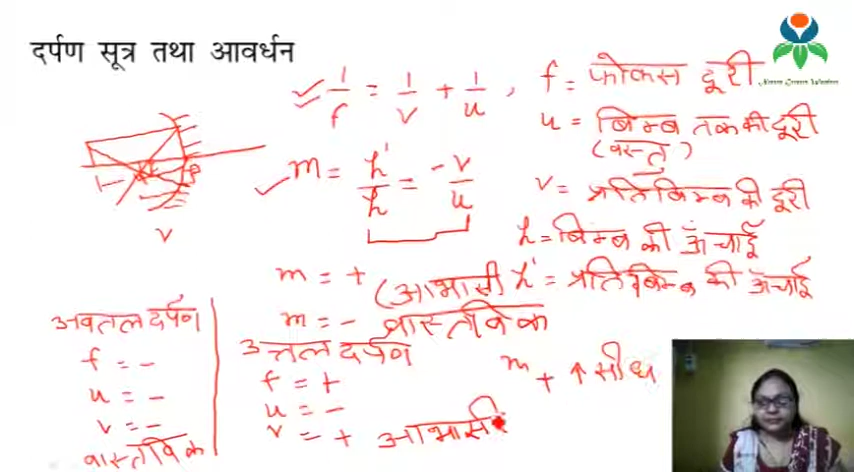 दर्पण सूत्र तथा आवर्धन
1/f = 1/v + 1/u , f = फोकस दूरी
u = बिम्ब तक की दूरी
(वस्तु)
m = h'/h = -v/u
v = प्रतिबिम्ब की दूरी
h = बिम्ब की ऊंचाई
m = + (आभासी
h' = प्रतिबिम्ब की ऊंचाई
m = - वास्तविक
अवतल दर्पण
f = -
u = -
v = -
वास्तविक
उत्तल दर्पण
f = +
u = -
v = + आभासी
m + ↑ सीधा
P
v